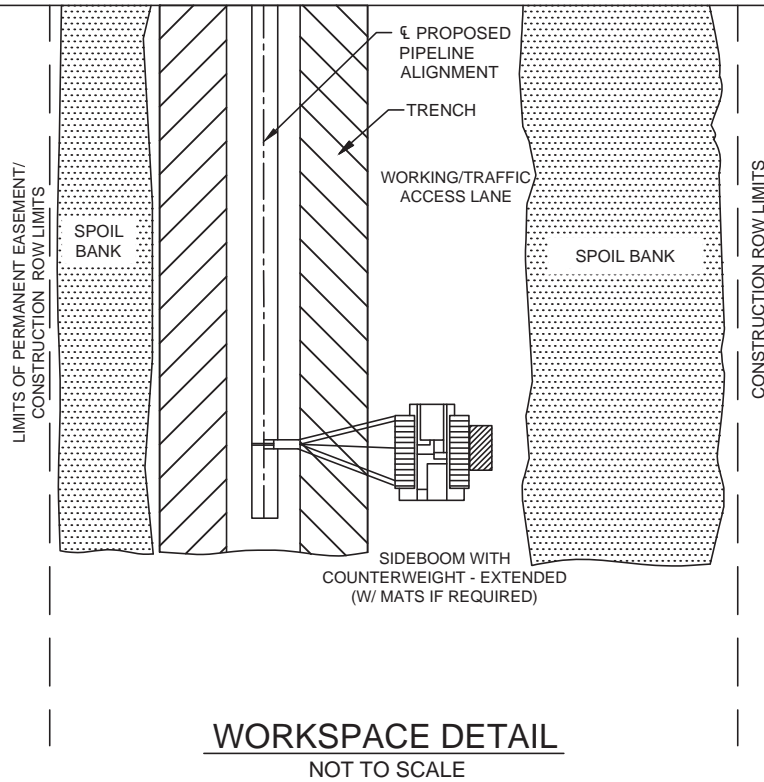 ℄ PROPOSED
PIPELINE
ALIGNMENT
TRENCH
WORKING/TRAFFIC
ACCESS LANE
LIMITS OF PERMANENT EASEMENT/
CONSTRUCTION ROW LIMITS
SPOIL
BANK
SPOIL BANK
CONSTRUCTION ROW LIMITS
SIDEBOOM WITH
COUNTERWEIGHT - EXTENDED
(W/ MATS IF REQUIRED)
WORKSPACE DETAIL
NOT TO SCALE